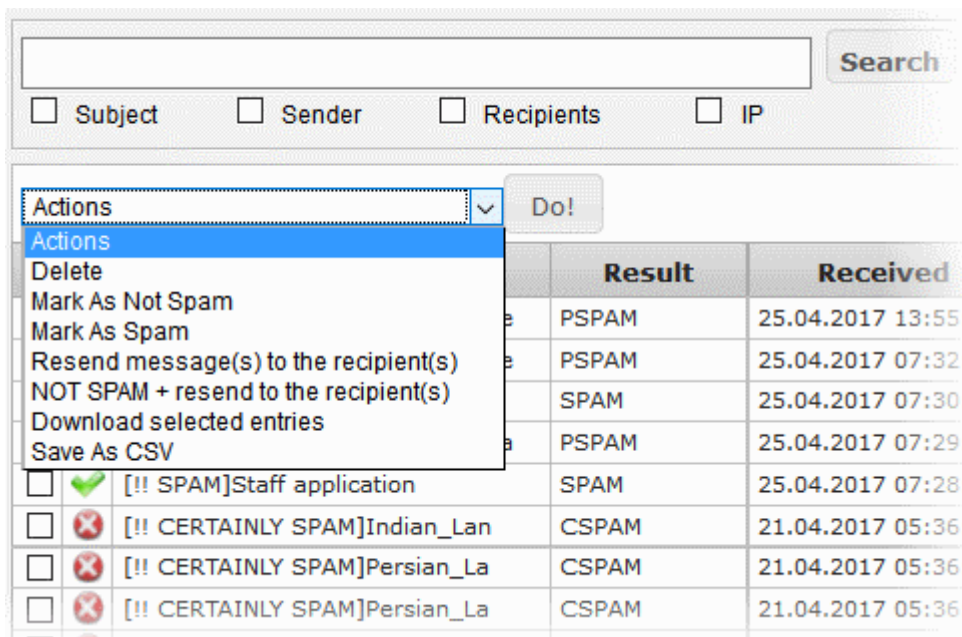 Search
Subject Sender Recipients IP
Actions Do!
Actions
Delete
Result Received
Mark As Not Spam
e PSPAM 25.04.2017 13:55
Mark As Spam
Resend message(s) to the recipient(s)
e PSPAM 25.04.2017 07:32
NOT SPAM + resend to the recipient(s)
SPAM 25.04.2017 07:30
Download selected entries
a PSPAM 25.04.2017 07:29
Save As CSV
[!! SPAM]Staff application SPAM 25.04.2017 07:28
[!! CERTAINLY SPAM]Indian_Lan CSPAM 21.04.2017 05:36
[!! CERTAINLY SPAM]Persian_La CSPAM 21.04.2017 05:36
[!! CERTAINLY SPAM]Persian_La CSPAM 21.04.2017 05:36